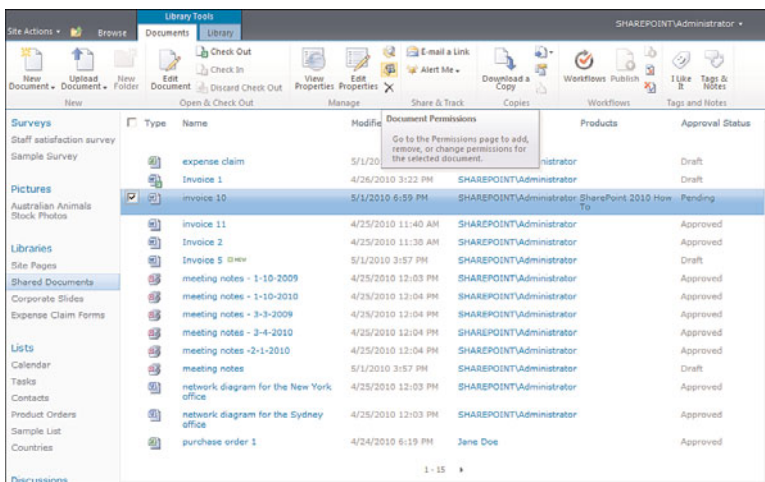 Library Tools
SHAREPOINT\Administrator
Site Actions Browse Documents Library
New Document
Upload Document
New Folder
New
Edit Document
Check Out
Check In
Discard Check Out
Open & Check Out
View Properties
Edit Properties
Manage
E-mail a Link
Alert Me
Share & Track
Download a Copy
Copies
Workflows
Publish
Workflows
I Like It
Tags & Notes
Tags and Notes
Document Permissions
Go to the Permissions page to add,
remove, or change permissions for
the selected document.
Surveys
Staff satisfaction survey
Sample Survey
Pictures
Australian Animals
Stock Photos
Libraries
Site Pages
Shared Documents
Corporate Slides
Expense Claim Forms
Lists
Calendar
Tasks
Contacts
Product Orders
Sample List
Countries
Discussions
Type Name Modifie Products Approval Status
expense claim 5/1/20 nistrator Draft
Invoice 1 4/26/2010 3:22 PM SHAREPOINT\Administrator Draft
invoice 10 5/1/2010 6:59 PM SHAREPOINT\Administrator SharePoint 2010 How Pending
To
invoice 11 4/25/2010 11:40 AM SHAREPOINT\Administrator Approved
Invoice 2 4/25/2010 11:38 AM SHAREPOINT\Administrator Approved
Invoice 5 NEW 5/1/2010 3:57 PM SHAREPOINT\Administrator Draft
meeting notes - 1-10-2009 4/25/2010 12:03 PM SHAREPOINT\Administrator Approved
meeting notes - 1-10-2010 4/25/2010 12:04 PM SHAREPOINT\Administrator Approved
meeting notes - 3-3-2009 4/25/2010 12:04 PM SHAREPOINT\Administrator Approved
meeting notes - 3-4-2010 4/25/2010 12:04 PM SHAREPOINT\Administrator Approved
meeting notes -2-1-2010 4/25/2010 12:04 PM SHAREPOINT\Administrator Approved
meeting notes 5/1/2010 3:57 PM SHAREPOINT\Administrator Draft
network diagram for the New York 4/25/2010 12:03 PM SHAREPOINT\Administrator Approved
office
network diagram for the Sydney 4/25/2010 12:03 PM SHAREPOINT\Administrator Approved
office
purchase order 1 4/24/2010 6:19 PM Jane Doe Approved
1 - 15